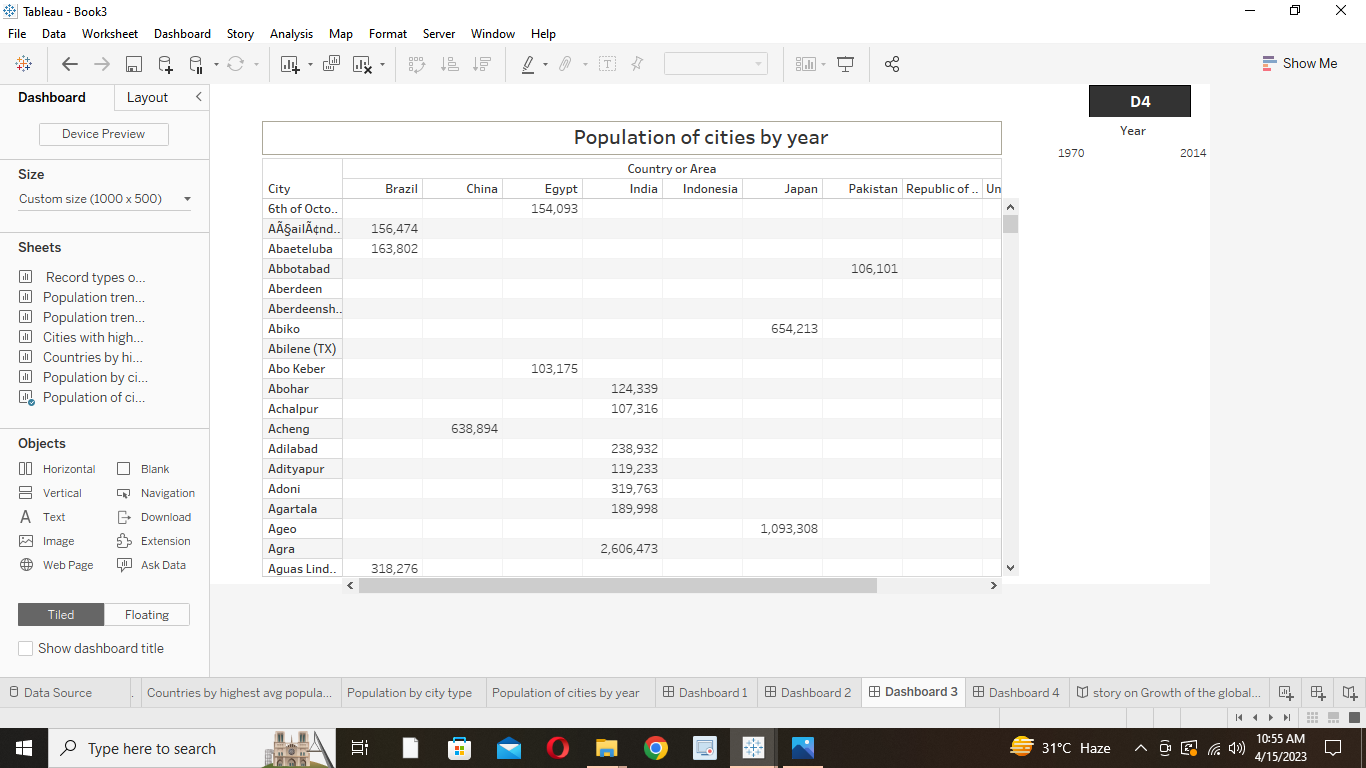 Tableau - Book3
File Data Worksheet Dashboard Story Analysis Map Format Server Window Help
Show Me
Dashboard Layout
Device Preview
Size
Custom size (1000 x 500)
Sheets
Record types o...
Population tren...
Population tren...
Cities with high...
Countries by hi...
Population by ci...
Population of ci...
Objects
Horizontal Blank
Vertical Navigation
Text Download
Image Extension
Web Page Ask Data
Tiled Floating
Show dashboard title
Population of cities by year
Country or Area
City Brazil China Egypt India Indonesia Japan Pakistan Republic of .. Un
6th of Octo.. 154,093
AÃ§ailÃ¢nd.. 156,474
Abaeteluba 163,802
Abbotabad 106,101
Aberdeen
Aberdeensh..
Abiko 654,213
Abilene (TX)
Abo Keber 103,175
Abohar 124,339
Achalpur 107,316
Acheng 638,894
Adilabad 238,932
Adityapur 119,233
Adoni 319,763
Agartala 189,998
Ageo 1,093,308
Agra 2,606,473
Aguas Lind.. 318,276
D4
Year
1970 2014
Data Source . Countries by highest avg popula... Population by city type Population of cities by year Dashboard 1 Dashboard 2 Dashboard 3 Dashboard 4 story on Growth of the global...
Type here to search
31°C Haze
10:55 AM
4/15/2023